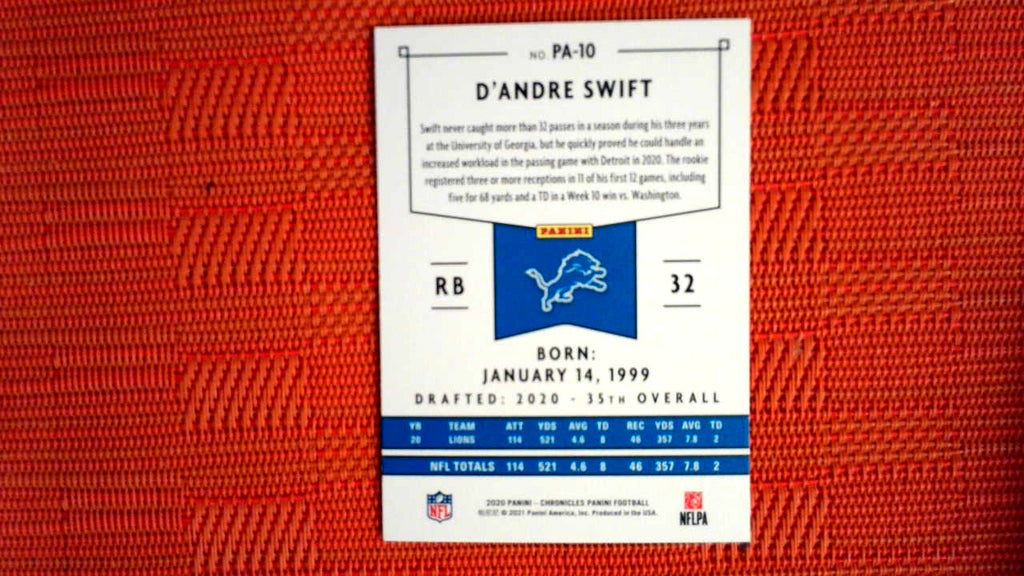 NO. PA-10
D'ANDRE SWIFT
Swift never caught more than 32 passes in a season during his three years
at the University of Georgia, but he quickly proved he could handle an
increased workload in the passing game with Detroit in 2020. The rookie
registered three or more receptions in 11 of his first 12 games, including
five for 68 yards and a TD in a Week 10 win vs. Washington.
PANINI
RB
32
BORN:
JANUARY 14, 1999
DRAFTED: 2020 - 35TH OVERALL
YR TEAM ATT YDS AVG TD REC YDS AVG TD
20 LIONS 114 521 4.6 8 46 357 7.8 2
NFL TOTALS 114 521 4.6 8 46 357 7.8 2
NFL
2020 PANINI - CHRONICLES PANINI FOOTBALL
© 2021 Panini America, Inc. Produced in the USA.
NFLPA